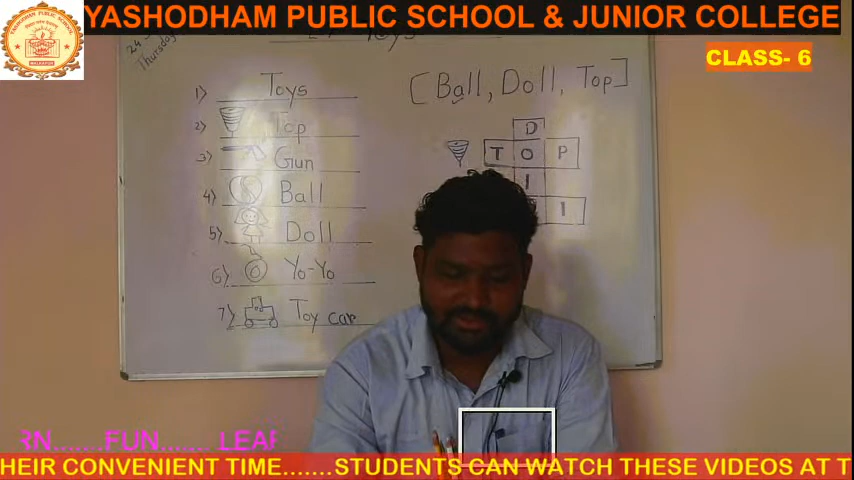 YASHODHAM PUBLIC SCHOOL & JUNIOR COLLEGE
CLASS- 6
Thursday
Toys
1) Toys
2) Top
3) Gun
4) Ball
5) Doll
6) Yo-Yo
7) Toy car
[Ball, Doll, Top]
D
T O P
l
l
RN.......FUN....... LEAR
HEIR CONVENIENT TIME.......STUDENTS CAN WATCH THESE VIDEOS AT T